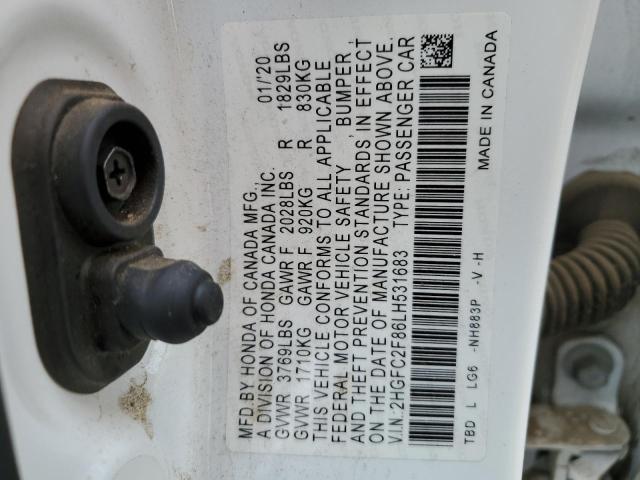 MFD.BY HONDA OF CANADA MFG., 01/'20
A DIVISION OF HONDA CANADA INC.
GVWR 3769LBS GAWR F 2028LBS R 1829LBS
GVWR 1710KG GAWR F 920KG R 830KG
THIS VEHICLE CONFORMS TO ALL APPLICABLE
FEDERAL MOTOR VEHICLE SAFETY, BUMPER,
AND THEFT PREVENTION STANDARDS IN EFFECT
ON THE DATE OF MANUFACTURE SHOWN ABOVE.
V.I.N.:2HGFC2F86LH531683 TYPE: PASSENGER CAR
TBD L LG6 -NH883P -V -H MADE IN CANADA